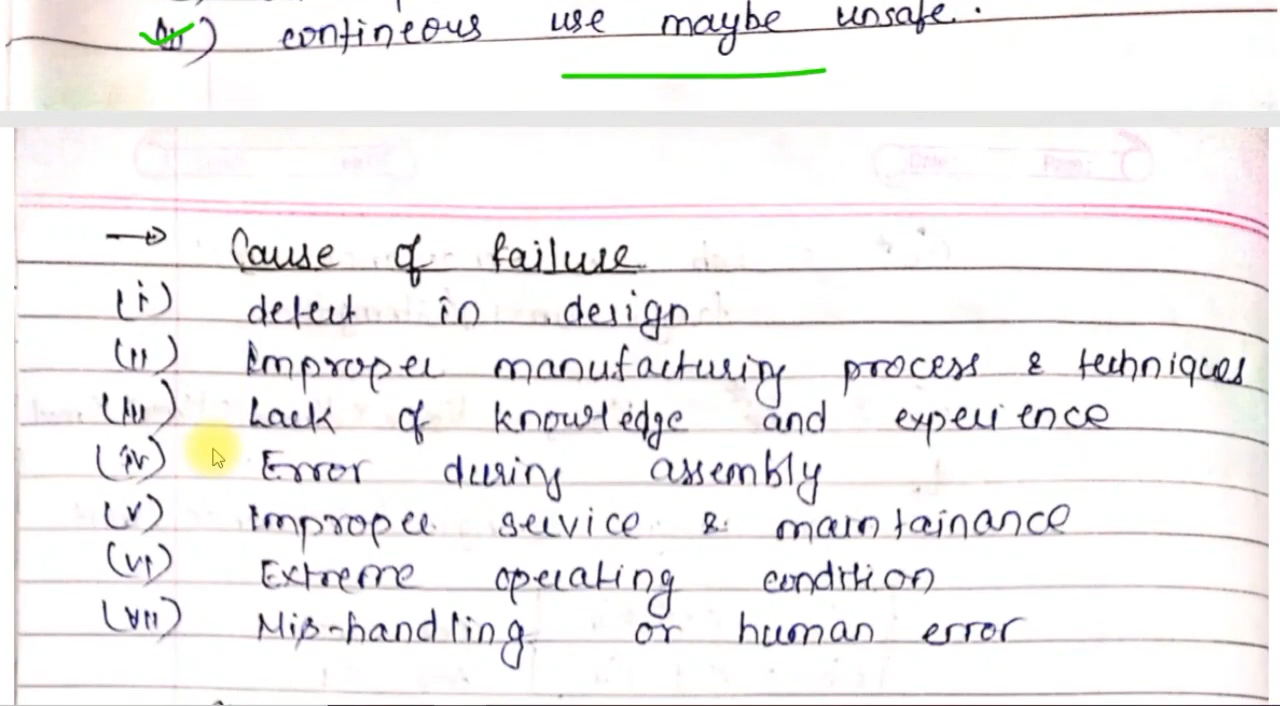 contineous use maybe unsafe.
→ Cause of failure
(i) defect in design
(ii) Improper manufacturing process & techniques
(iii) Lack of knowledge and experience
(iv) Error during assembly
(v) Improper service & maintainance
(vi) Extreme operating condition
(vii) Mis-handling or human error